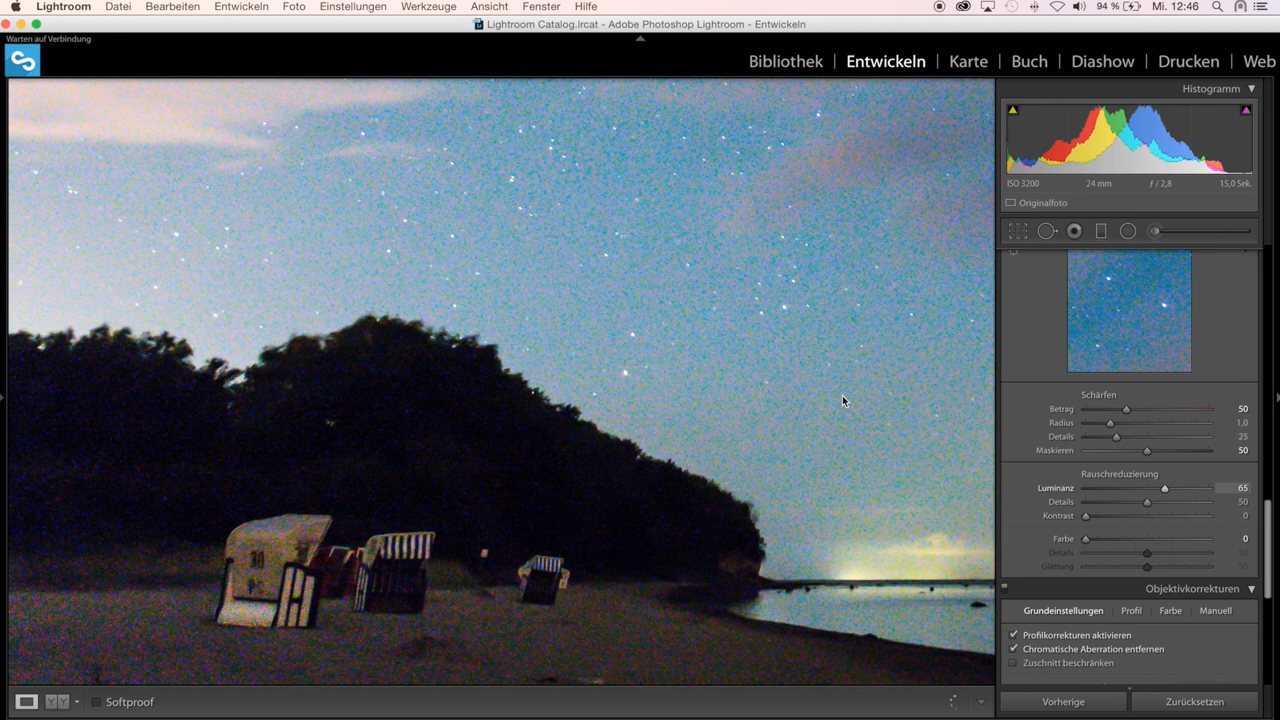 Lightroom Datei Bearbeiten Entwickeln Foto Einstellungen Werkzeuge Ansicht Fenster Hilfe 94 % Mi. 12:46
Lightroom Catalog.lrcat - Adobe Photoshop Lightroom - Entwickeln
Warten auf Verbindung
Bibliothek | Entwickeln | Karte | Buch | Diashow | Drucken | Web
Histogramm
ISO 3200 24 mm ƒ / 2,8 15,0 Sek.
Originalfoto
Schärfen
Betrag 50
Radius 1,0
Details 25
Maskieren 50
Rauschreduzierung
Luminanz 65
Details 50
Kontrast 0
Farbe 0
Details 50
Glättung 50
Objektivkorrekturen
Grundeinstellungen Profil Farbe Manuell
Profilkorrekturen aktivieren
Chromatische Aberration entfernen
Zuschnitt beschränken
Softproof
Vorherige Zurücksetzen